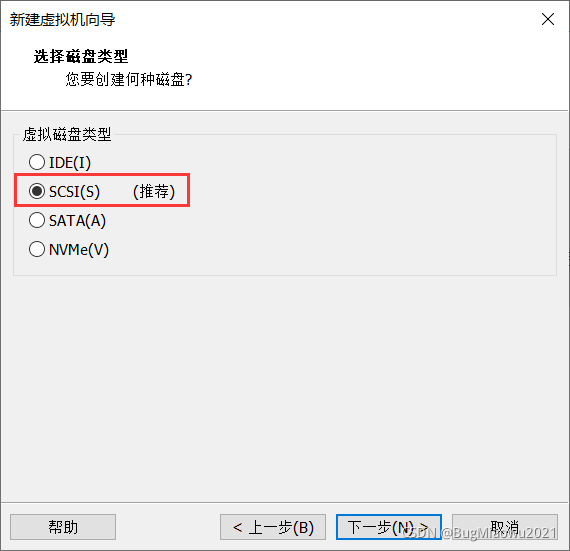 新建虚拟机向导
选择磁盘类型
您要创建何种磁盘?
虚拟磁盘类型
IDE(I)
SCSI(S) (推荐)
SATA(A)
NVMe(V)
帮助
< 上一步(B)
下一步(N) >
取消
CSDN @BugMiaowu2021